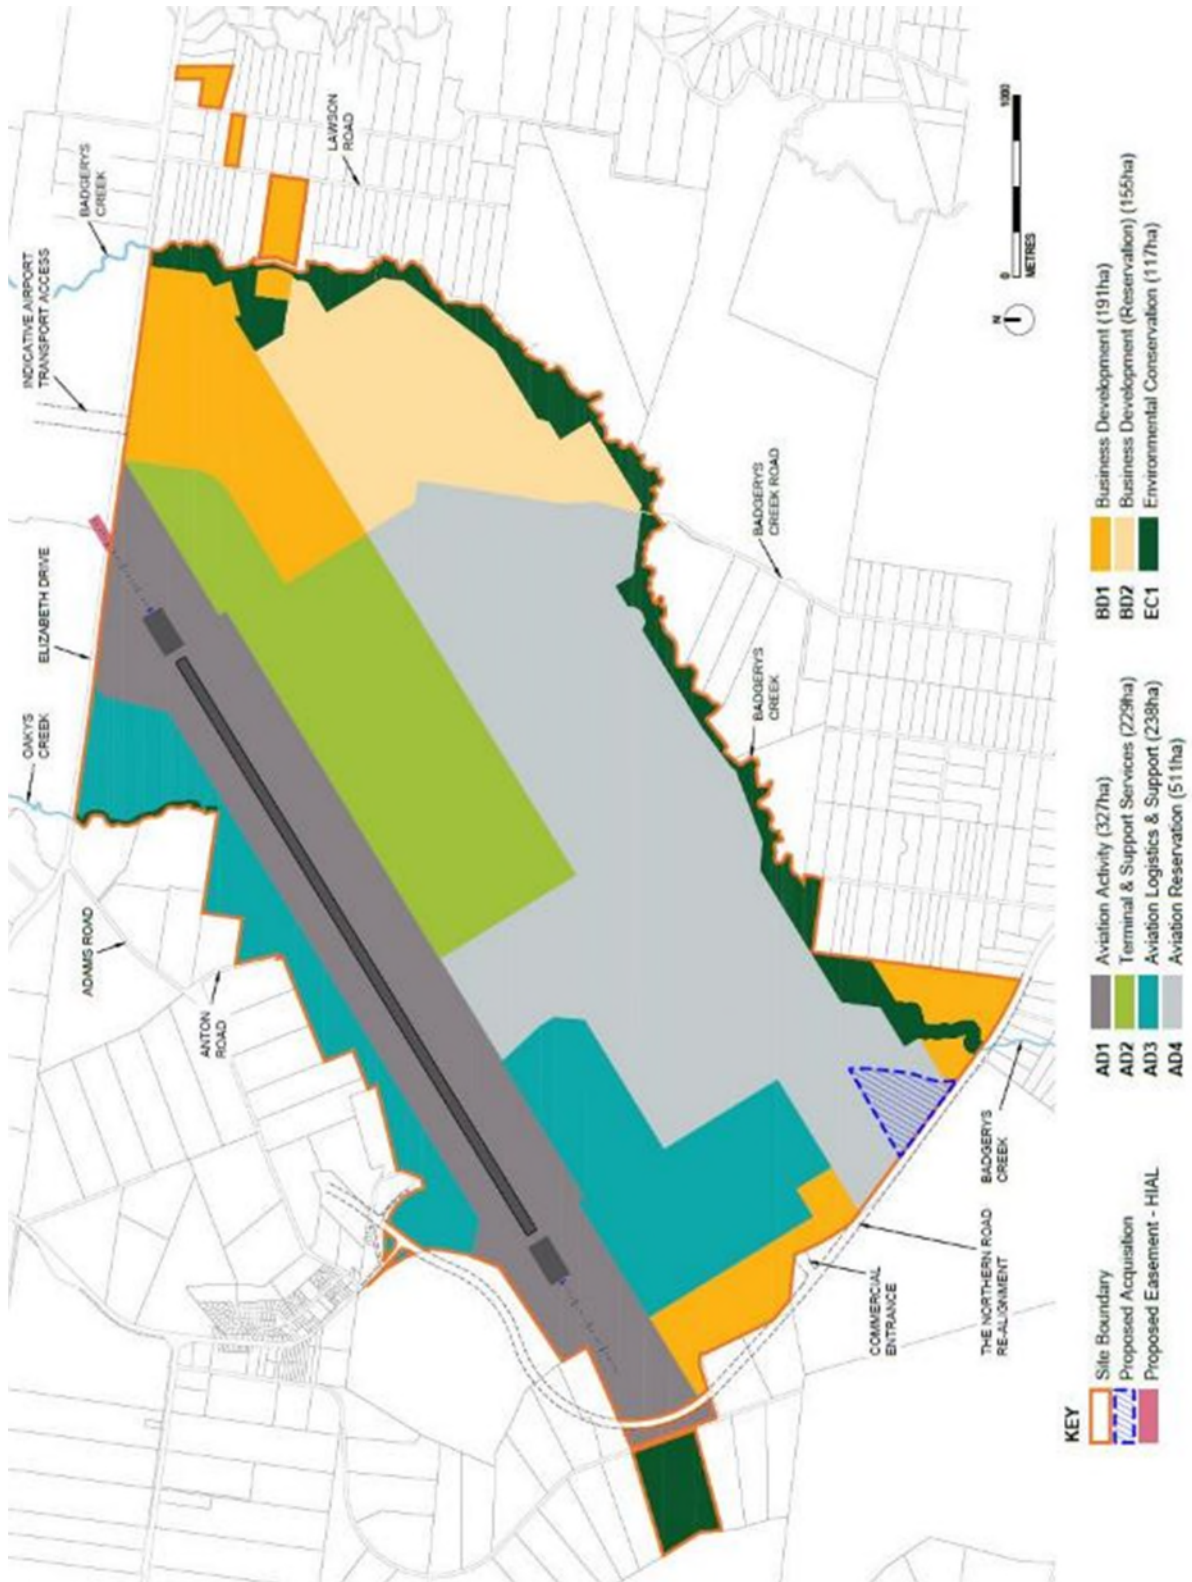 OAKYS
CREEK
ELIZABETH DRIVE
INDICATIVE AIRPORT
TRANSPORT ACCESS
BADGERYS
CREEK
LAWSON
ROAD
ADAMS ROAD
ANTON
ROAD
BADGERYS
CREEK ROAD
BADGERYS
CREEK
COMMERCIAL
ENTRANCE
THE NORTHERN ROAD
RE-ALIGNMENT
BADGERYS
CREEK
N
0
1000
METRES
KEY
Site Boundary
Proposed Acquisition
Proposed Easement - HIAL
AD1 Aviation Activity (327ha)
AD2 Terminal & Support Services (229ha)
AD3 Aviation Logistics & Support (238ha)
AD4 Aviation Reservation (511ha)
BD1 Business Development (191ha)
BD2 Business Development (Reservation) (155ha)
EC1 Environmental Conservation (117ha)